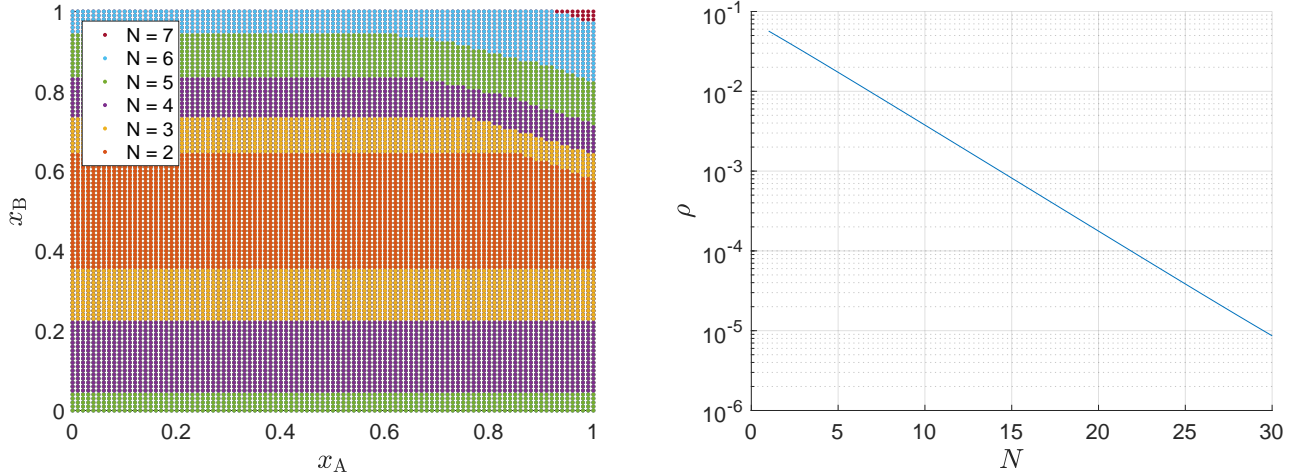 1
0.8
0.6
0.4
0.2
0
x_B
N = 7
N = 6
N = 5
N = 4
N = 3
N = 2
0 0.2 0.4 0.6 0.8 1
x_A
10^-1
10^-2
10^-3
10^-4
10^-5
10^-6
ρ
0 5 10 15 20 25 30
N